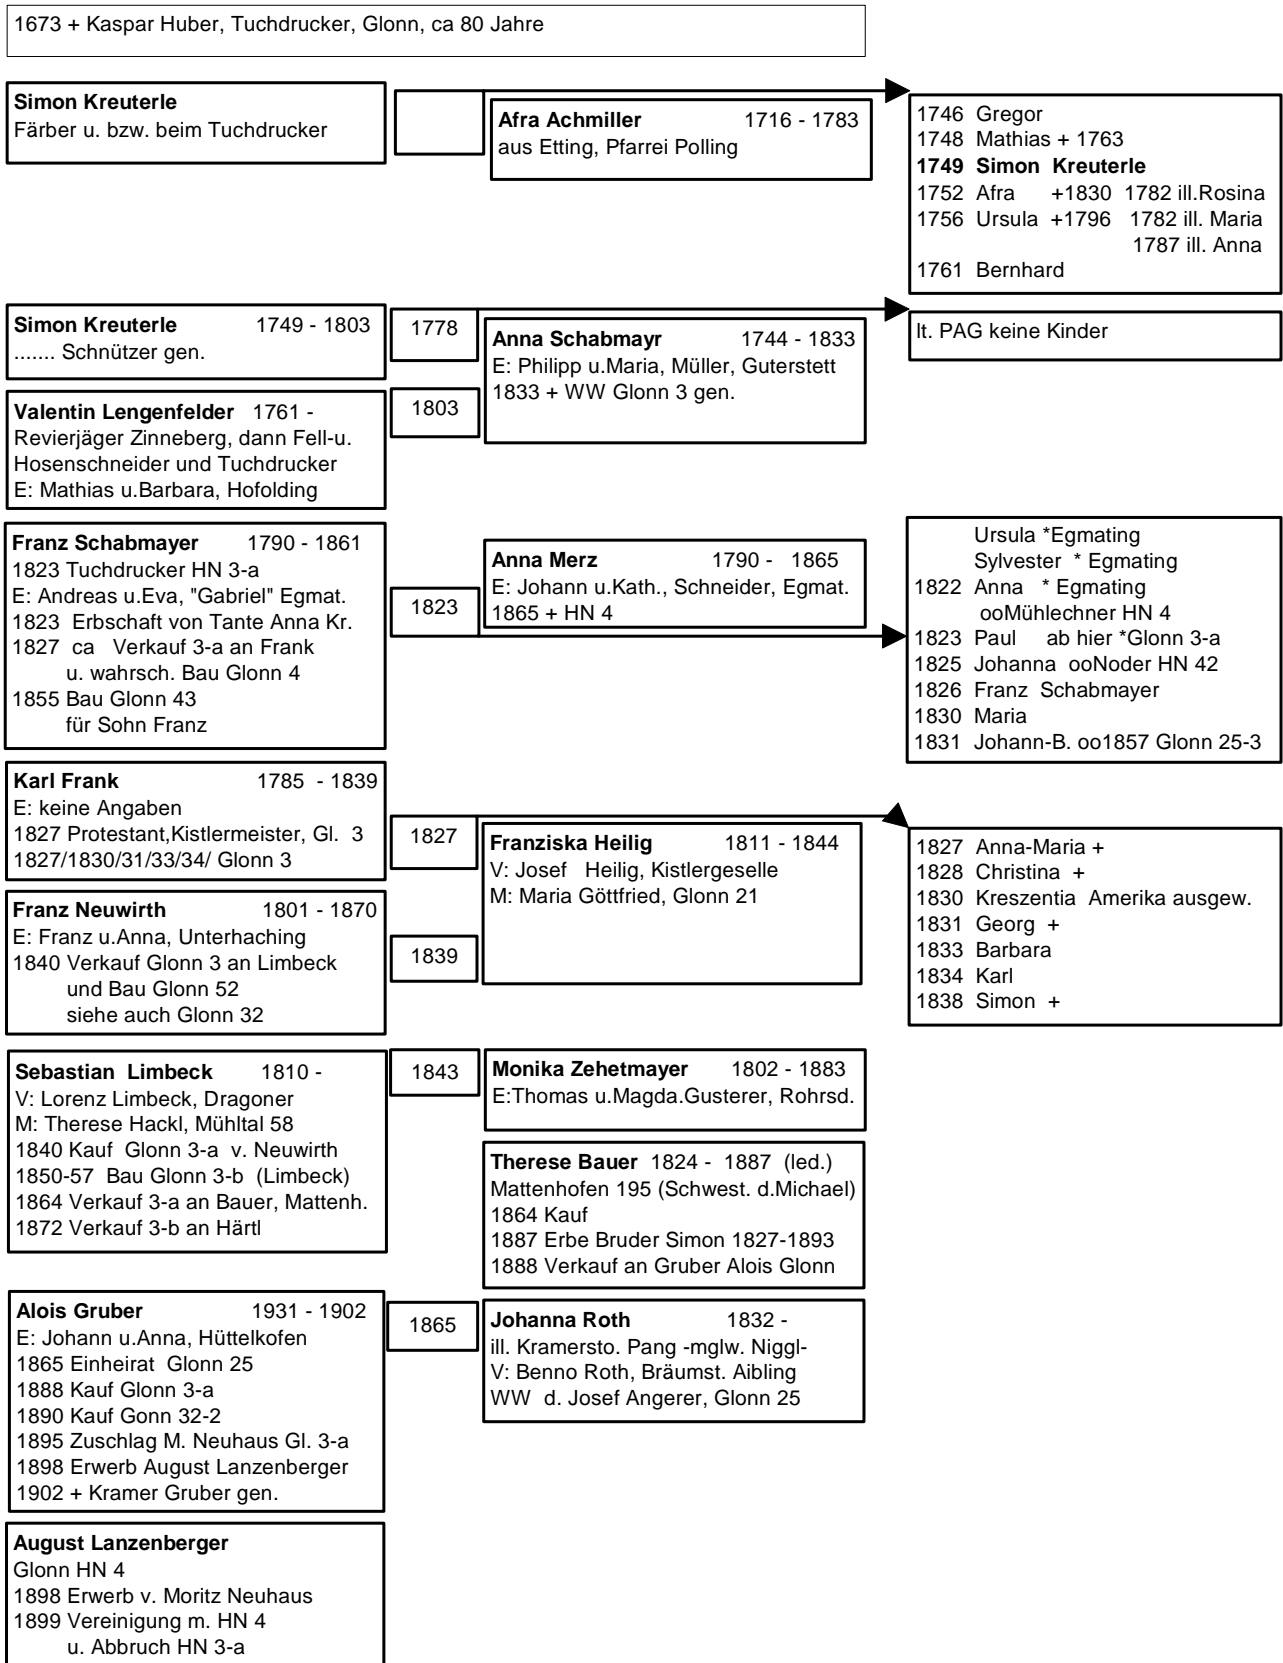 1673 + Kaspar Huber, Tuchdrucker, Glonn, ca 80 Jahre
Simon Kreuterle
Färber u. bzw. beim Tuchdrucker
Afra Achmiller 1716 - 1783
aus Etting, Pfarrei Polling
1746 Gregor
1748 Mathias + 1763
1749 Simon Kreuterle
1752 Afra +1830 1782 ill.Rosina
1756 Ursula +1796 1782 ill. Maria
1787 ill. Anna
1761 Bernhard
Simon Kreuterle 1749 - 1803
....... Schnützer gen.
1778
Anna Schabmayr 1744 - 1833
E: Philipp u.Maria, Müller, Guterstett
1833 + WW Glonn 3 gen.
lt. PAG keine Kinder
Valentin Lengenfelder 1761 -
Revierjäger Zinneberg, dann Fell-u.
Hosenschneider und Tuchdrucker
E: Mathias u.Barbara, Hofolding
1803
Franz Schabmayer 1790 - 1861
1823 Tuchdrucker HN 3-a
E: Andreas u.Eva, "Gabriel" Egmat.
1823 Erbschaft von Tante Anna Kr.
1827 ca Verkauf 3-a an Frank
u. wahrsch. Bau Glonn 4
1855 Bau Glonn 43
für Sohn Franz
1823
Anna Merz 1790 - 1865
E: Johann u.Kath., Schneider, Egmat.
1865 + HN 4
Ursula *Egmating
Sylvester * Egmating
1822 Anna * Egmating
ooMühlechner HN 4
1823 Paul ab hier *Glonn 3-a
1825 Johanna ooNoder HN 42
1826 Franz Schabmayer
1830 Maria
1831 Johann-B. oo1857 Glonn 25-3
Karl Frank 1785 - 1839
E: keine Angaben
1827 Protestant,Kistlermeister, Gl. 3
1827/1830/31/33/34/ Glonn 3
1827
Franziska Heilig 1811 - 1844
V: Josef Heilig, Kistlergeselle
M: Maria Göttfried, Glonn 21
1827 Anna-Maria +
1828 Christina +
1830 Kreszentia Amerika ausgew.
1831 Georg +
1833 Barbara
1834 Karl
1838 Simon +
Franz Neuwirth 1801 - 1870
E: Franz u.Anna, Unterhaching
1840 Verkauf Glonn 3 an Limbeck
und Bau Glonn 52
siehe auch Glonn 32
1839
Sebastian Limbeck 1810 -
V: Lorenz Limbeck, Dragoner
M: Therese Hackl, Mühltal 58
1840 Kauf Glonn 3-a v. Neuwirth
1850-57 Bau Glonn 3-b (Limbeck)
1864 Verkauf 3-a an Bauer, Mattenh.
1872 Verkauf 3-b an Härtl
1843
Monika Zehetmayer 1802 - 1883
E:Thomas u.Magda.Gusterer, Rohrsd.
Therese Bauer 1824 - 1887 (led.)
Mattenhofen 195 (Schwest. d.Michael)
1864 Kauf
1887 Erbe Bruder Simon 1827-1893
1888 Verkauf an Gruber Alois Glonn
Alois Gruber 1931 - 1902
E: Johann u.Anna, Hüttelkofen
1865 Einheirat Glonn 25
1888 Kauf Glonn 3-a
1890 Kauf Gonn 32-2
1895 Zuschlag M. Neuhaus Gl. 3-a
1898 Erwerb August Lanzenberger
1902 + Kramer Gruber gen.
1865
Johanna Roth 1832 -
ill. Kramersto. Pang -mglw. Niggl-
V: Benno Roth, Bräumst. Aibling
WW d. Josef Angerer, Glonn 25
August Lanzenberger
Glonn HN 4
1898 Erwerb v. Moritz Neuhaus
1899 Vereinigung m. HN 4
u. Abbruch HN 3-a